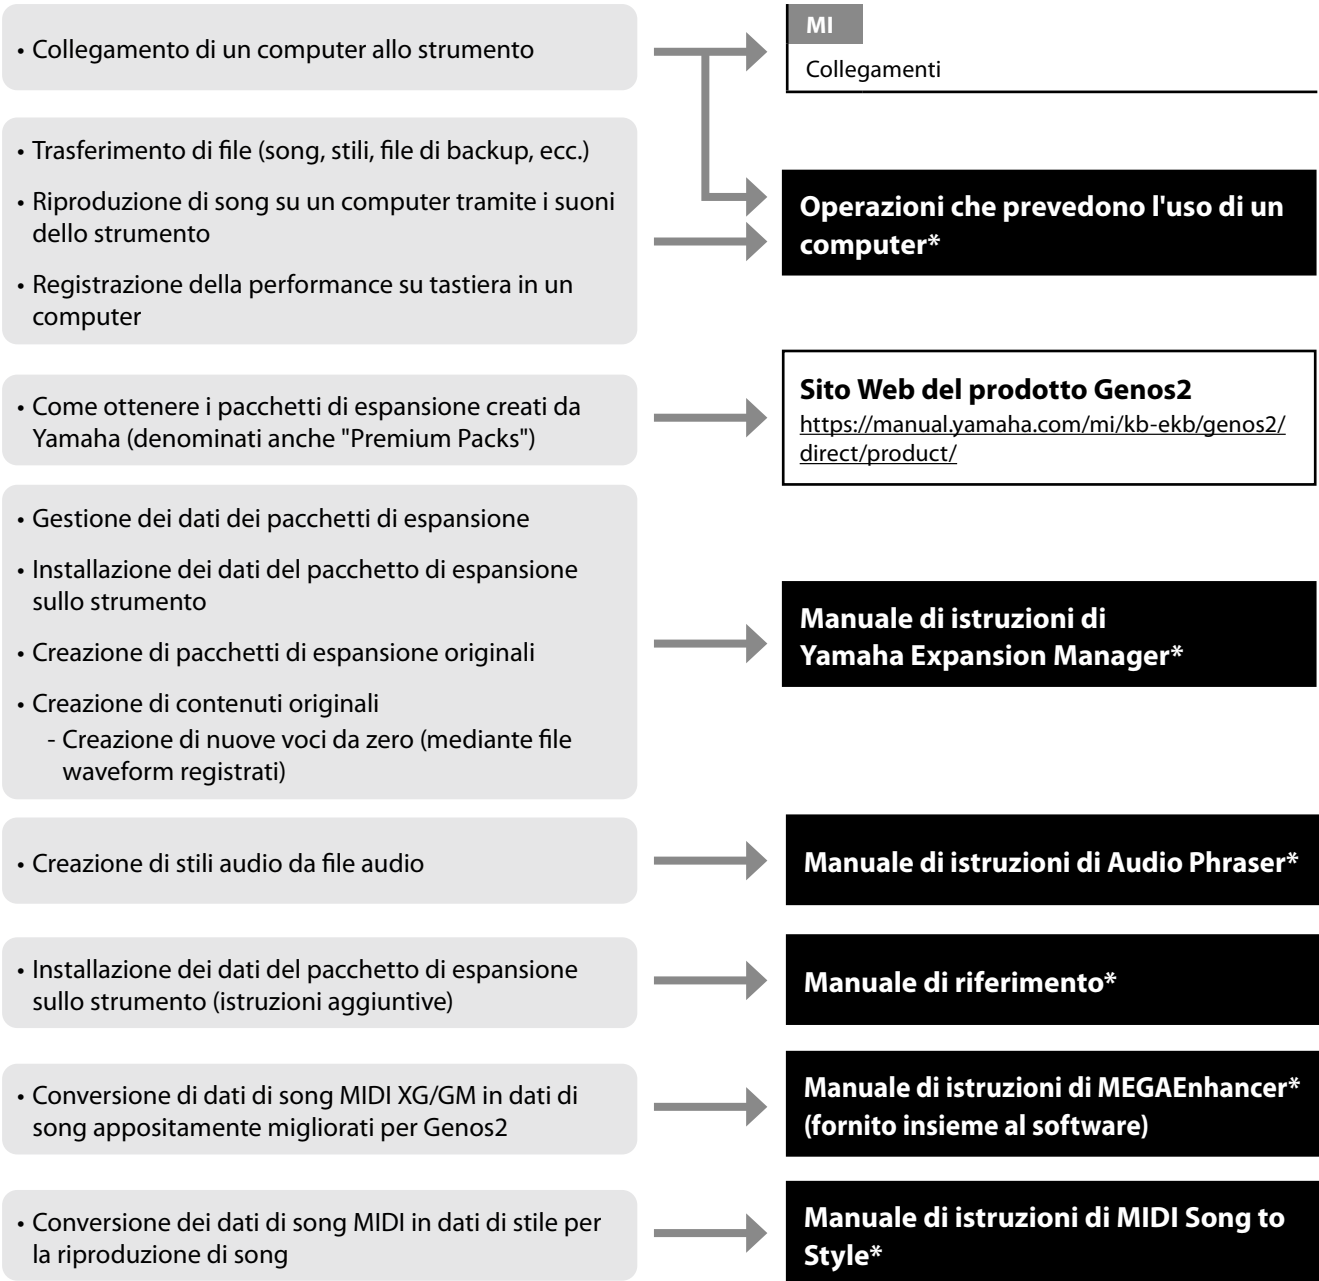 • Collegamento di un computer allo strumento
MI
Collegamenti
• Trasferimento di file (song, stili, file di backup, ecc.)
• Riproduzione di song su un computer tramite i suoni
dello strumento
• Registrazione della performance su tastiera in un
computer
Operazioni che prevedono l'uso di un
computer*
• Come ottenere i pacchetti di espansione creati da
Yamaha (denominati anche "Premium Packs")
Sito Web del prodotto Genos2
https://manual.yamaha.com/mi/kb-ekb/genos2/
direct/product/
• Gestione dei dati dei pacchetti di espansione
• Installazione dei dati del pacchetto di espansione
sullo strumento
• Creazione di pacchetti di espansione originali
• Creazione di contenuti originali
- Creazione di nuove voci da zero (mediante file
waveform registrati)
Manuale di istruzioni di
Yamaha Expansion Manager*
• Creazione di stili audio da file audio
Manuale di istruzioni di Audio Phraser*
• Installazione dei dati del pacchetto di espansione
sullo strumento (istruzioni aggiuntive)
Manuale di riferimento*
• Conversione di dati di song MIDI XG/GM in dati di
song appositamente migliorati per Genos2
Manuale di istruzioni di MEGAEnhancer*
(fornito insieme al software)
• Conversione dei dati di song MIDI in dati di stile per
la riproduzione di song
Manuale di istruzioni di MIDI Song to
Style*